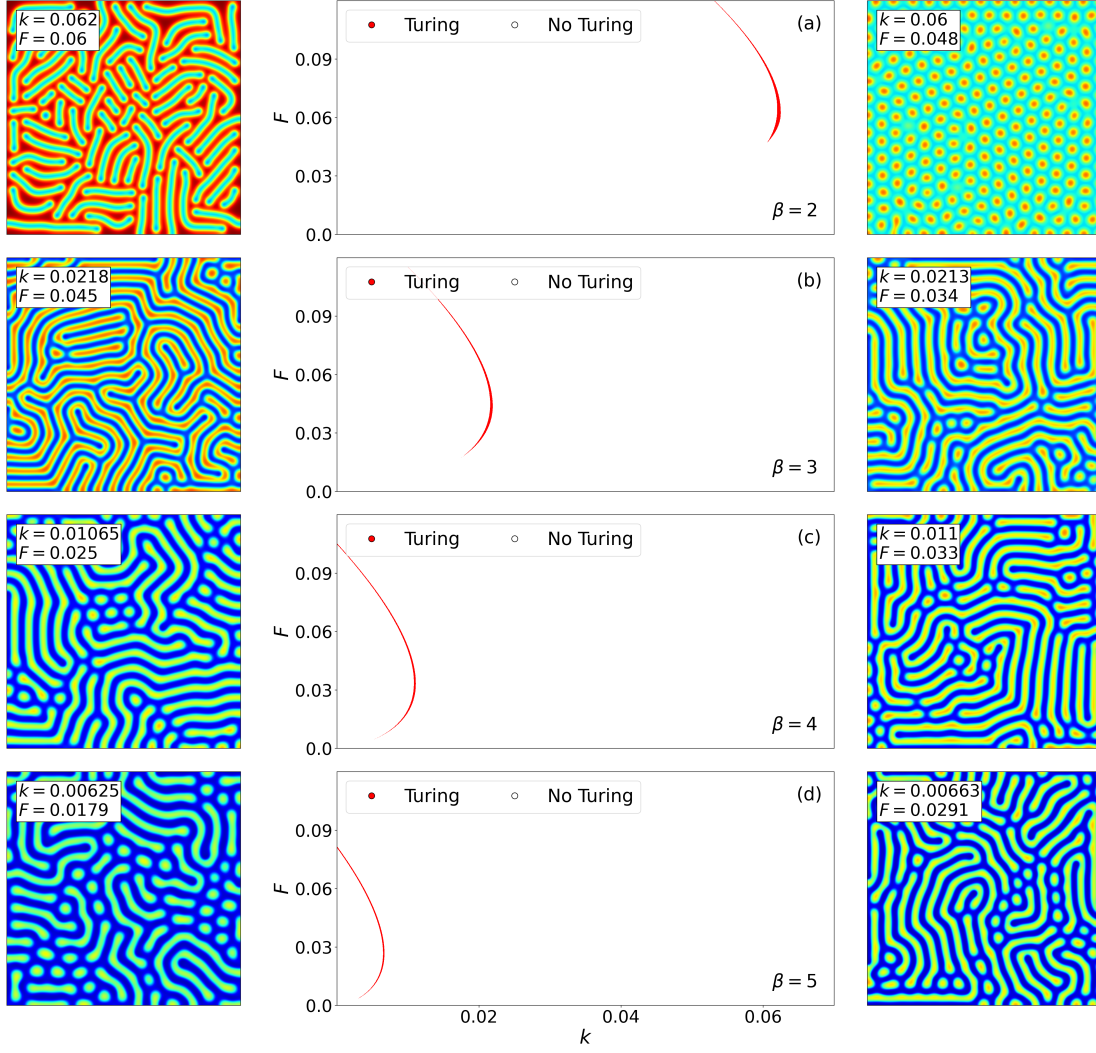 k = 0.062
F = 0.06
Turing
No Turing
(a)
0.09
0.06
0.03
0.0
F
β = 2
k = 0.06
F = 0.048
k = 0.0218
F = 0.045
Turing
No Turing
(b)
0.09
0.06
0.03
0.0
F
β = 3
k = 0.0213
F = 0.034
k = 0.01065
F = 0.025
Turing
No Turing
(c)
0.09
0.06
0.03
0.0
F
β = 4
k = 0.011
F = 0.033
k = 0.00625
F = 0.0179
Turing
No Turing
(d)
0.09
0.06
0.03
0.0
F
β = 5
0.02
0.04
0.06
k
k = 0.00663
F = 0.0291